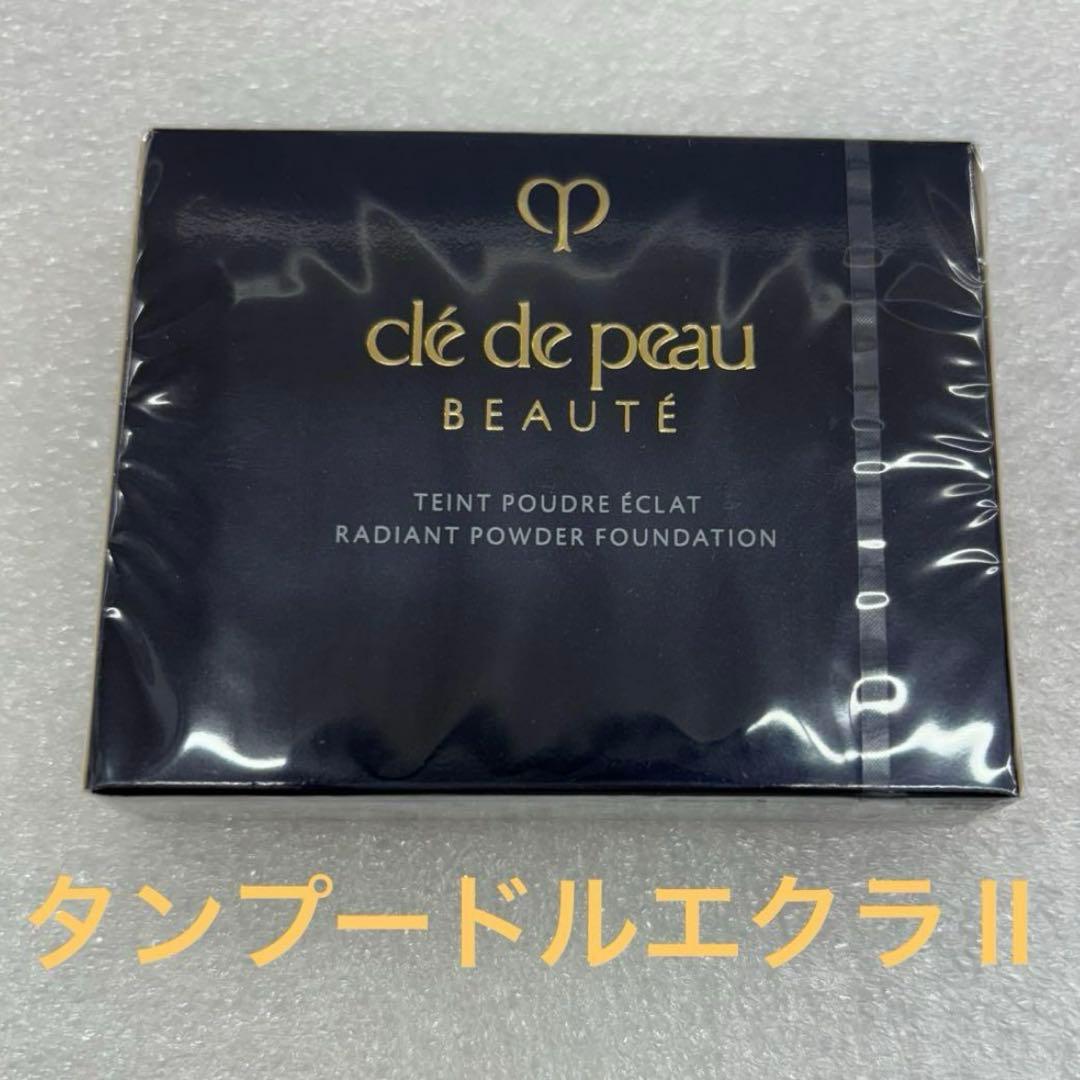 clé de peau
BEAUTÉ
TEINT POUDRE ÉCLAT
RADIANT POWDER FOUNDATION
タンプードルエクラⅡ